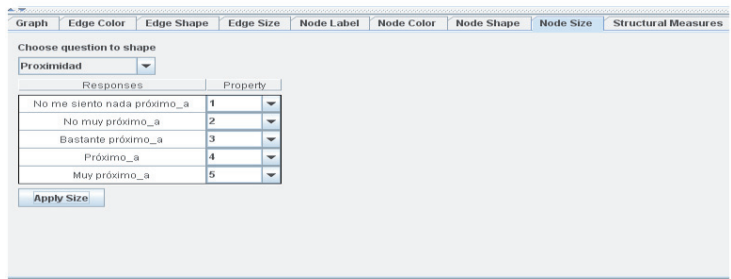 Graph Edge Color Edge Shape Edge Size Node Label Node Color Node Shape Node Size Structural Measures
Choose question to shape
Proximidad
Responses Property
No me siento nada próximo_a 1
No muy próximo_a 2
Bastante próximo_a 3
Próximo_a 4
Muy próximo_a 5
Apply Size